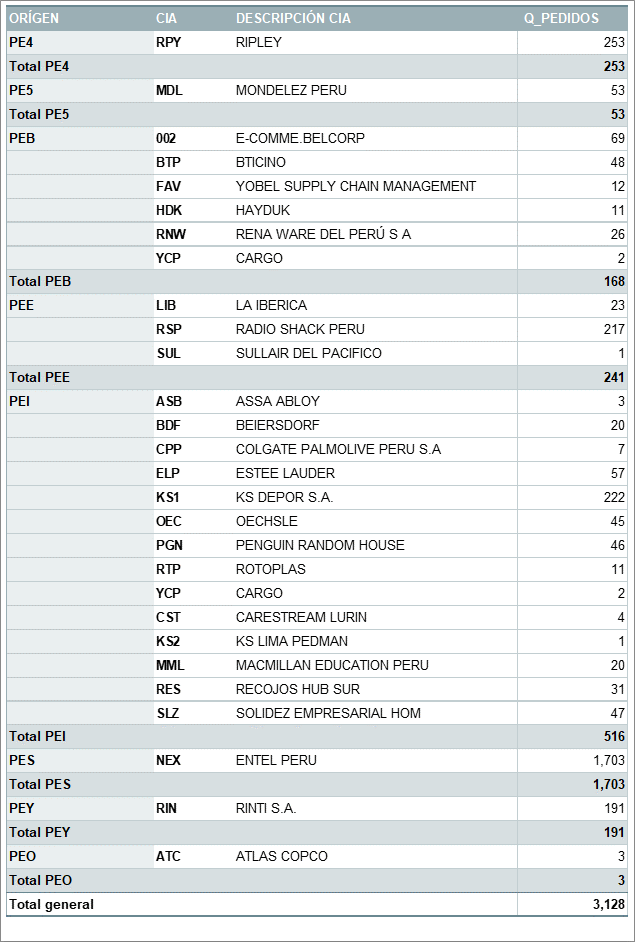 ORÍGEN CIA DESCRIPCIÓN CIA Q_PEDIDOS
PE4 RPY RIPLEY 253
Total PE4 253
PE5 MDL MONDELEZ PERU 53
Total PE5 53
PEB 002 E-COMME.BELCORP 69
BTP BTICINO 48
FAV YOBEL SUPPLY CHAIN MANAGEMENT 12
HDK HAYDUK 11
RNW RENA WARE DEL PERÚ S A 26
YCP CARGO 2
Total PEB 168
PEE LIB LA IBERICA 23
RSP RADIO SHACK PERU 217
SUL SULLAIR DEL PACIFICO 1
Total PEE 241
PEI ASB ASSA ABLOY 3
BDF BEIERSDORF 20
CPP COLGATE PALMOLIVE PERU S.A 7
ELP ESTEE LAUDER 57
KS1 KS DEPOR S.A. 222
OEC OECHSLE 45
PGN PENGUIN RANDOM HOUSE 46
RTP ROTOPLAS 11
YCP CARGO 2
CST CARESTREAM LURIN 4
KS2 KS LIMA PEDMAN 1
MML MACMILLAN EDUCATION PERU 20
RES RECOJOS HUB SUR 31
SLZ SOLIDEZ EMPRESARIAL HOM 47
Total PEI 516
PES NEX ENTEL PERU 1,703
Total PES 1,703
PEY RIN RINTI S.A. 191
Total PEY 191
PEO ATC ATLAS COPCO 3
Total PEO 3
Total general 3,128